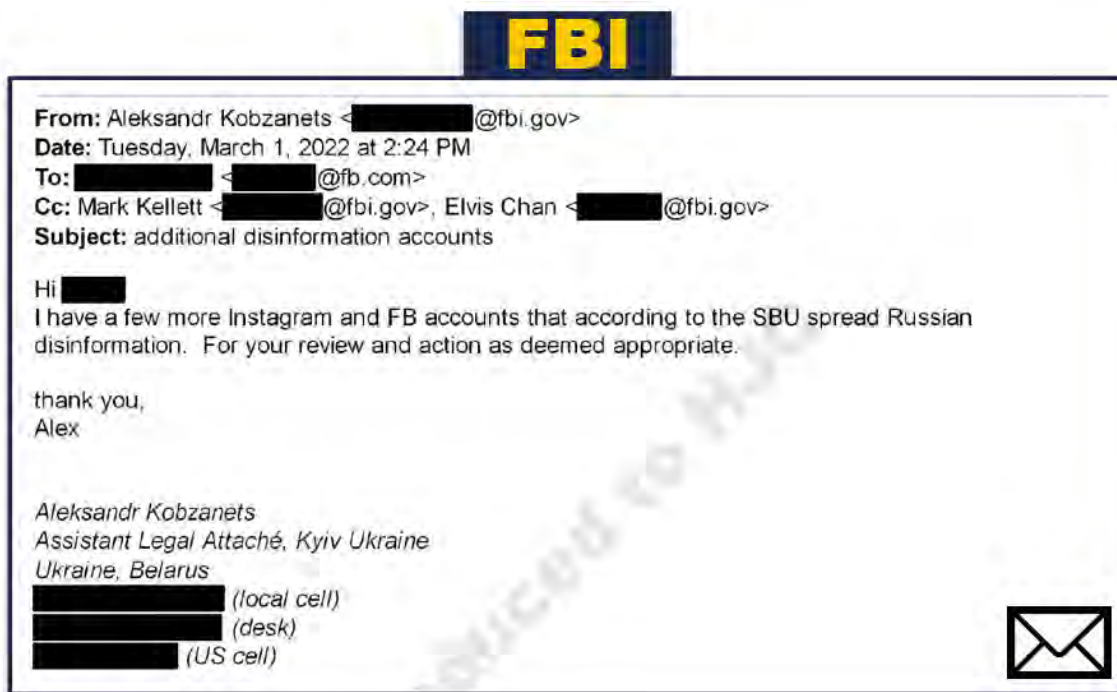 FBI
From: Aleksandr Kobzanets < @fbi.gov>
Date: Tuesday, March 1, 2022 at 2:24 PM
To: < @fb.com>
Cc: Mark Kellett < @fbi.gov>, Elvis Chan < @fbi.gov>
Subject: additional disinformation accounts
Hi
I have a few more Instagram and FB accounts that according to the SBU spread Russian
disinformation. For your review and action as deemed appropriate.
thank you,
Alex
Aleksandr Kobzanets
Assistant Legal Attaché, Kyiv Ukraine
Ukraine, Belarus
(local cell)
(desk)
(US cell)